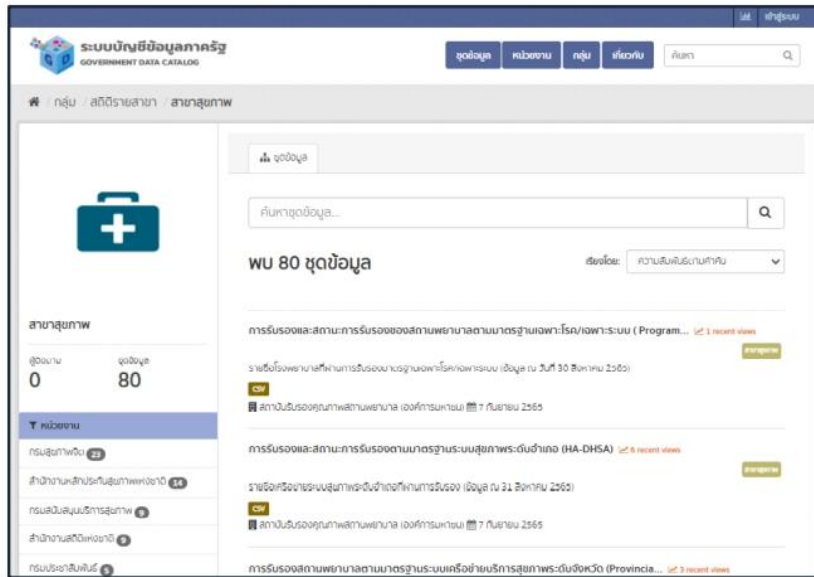 เข้าสู่ระบบ
ระบบบัญชีข้อมูลภาครัฐ
GOVERNMENT DATA CATALOG
ชุดข้อมูล
หน่วยงาน
กลุ่ม
เกี่ยวกับ
ค้นหา
/ กลุ่ม / สถิติรายสาขา / สาขาสุขภาพ
ชุดข้อมูล
ค้นหาชุดข้อมูล...
พบ 80 ชุดข้อมูล
เรียงโดย:
ความสัมพันธ์ตามคำค้น
สาขาสุขภาพ
ผู้ติดตาม
0
ชุดข้อมูล
80
หน่วยงาน
กรมสุขภาพจิต 23
สำนักงานหลักประกันสุขภาพแห่งชาติ 14
กรมสนับสนุนบริการสุขภาพ 9
สำนักงานสถิติแห่งชาติ 9
กรมประชาสัมพันธ์ 5
การรับรองและสถานะการรับรองของสถานพยาบาลตามมาตรฐานเฉพาะโรค/เฉพาะระบบ ( Program... 1 recent views
สาขาสุขภาพ
รายชื่อโรงพยาบาลที่ผ่านการรับรองมาตรฐานเฉพาะโรค/เฉพาะระบบ (ข้อมูล ณ วันที่ 30 สิงหาคม 2565)
CSV
สถาบันรับรองคุณภาพสถานพยาบาล (องค์การมหาชน) 7 กันยายน 2565
การรับรองและสถานะการรับรองตามมาตรฐานระบบสุขภาพระดับอำเภอ (HA-DHSA) 6 recent views
สาขาสุขภาพ
รายชื่อเครือข่ายระบบสุขภาพระดับอำเภอที่ผ่านการรับรอง (ข้อมูล ณ 31 สิงหาคม 2565)
CSV
สถาบันรับรองคุณภาพสถานพยาบาล (องค์การมหาชน) 7 กันยายน 2565
การรับรองสถานพยาบาลตามมาตรฐานระบบเครือข่ายบริการสุขภาพระดับจังหวัด (Provincia... 3 recent views